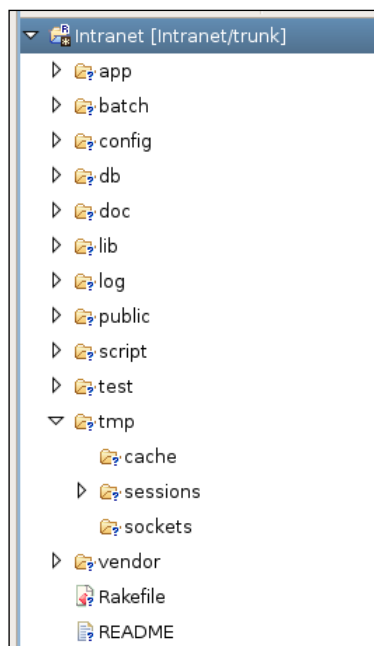 Intranet [Intranet/trunk]
app
batch
config
db
doc
lib
log
public
script
test
tmp
cache
sessions
sockets
vendor
Rakefile
README